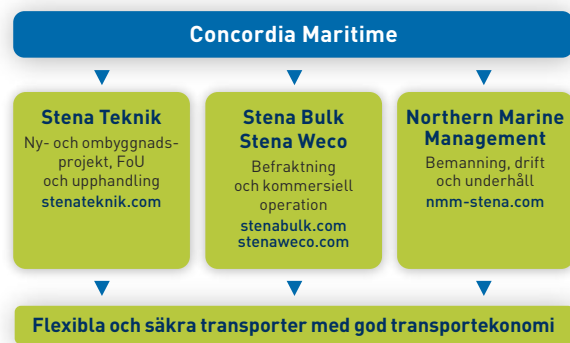 Concordia Maritime
Stena Teknik
Ny- och ombyggnads-
projekt, FoU
och upphandling
stenateknik.com
Stena Bulk
Stena Weco
Befraktning
och kommersiell
operation
stenabulk.com
stenaweco.com
Northern Marine
Management
Bemanning, drift
och underhåll
nmm-stena.com
Flexibla och säkra transporter med god transportekonomi